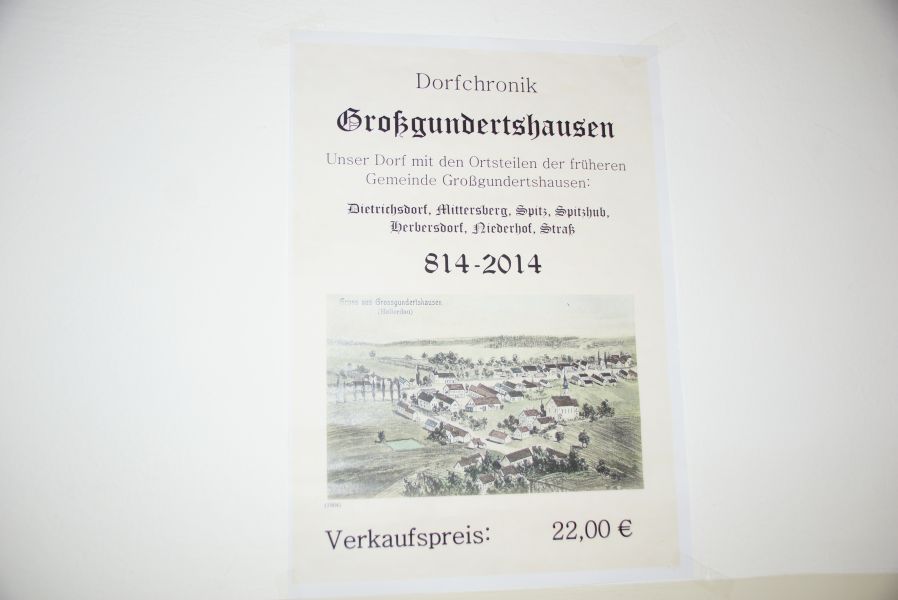 Dorfchronik
Großgundertshausen
Unser Dorf mit den Ortsteilen der früheren
Gemeinde Großgundertshausen:
Dietrichsdorf, Mittersberg, Spitz, Spitzhub,
Herbersdorf, Niederhof, Straß
814-2014
Gruss aus Grossgundertshausen
(Hallerdau)
Verkaufspreis: 22,00 €